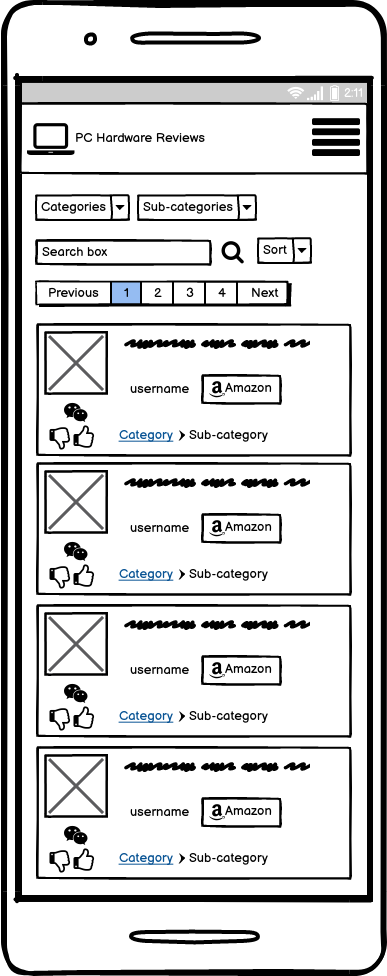 2:11
PC Hardware Reviews
Categories Sub-categories
Search box Sort
Previous 1 2 3 4 Next
username a Amazon
Category > Sub-category
username a Amazon
Category > Sub-category
username a Amazon
Category > Sub-category
username a Amazon
Category > Sub-category